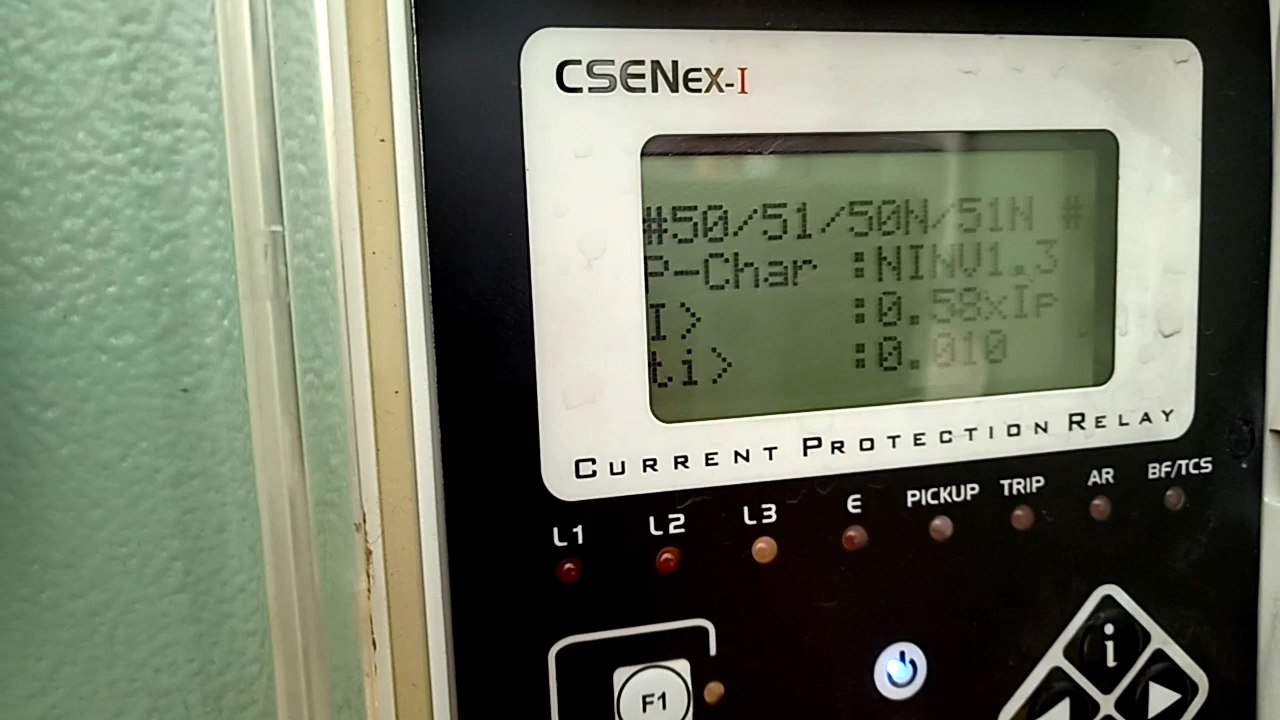 CSENEX-I
#50/51/50N/51N #
P-Char :NINV1.3
I> :0.58xIp
ti> :0.010
CURRENT PROTECTION RELAY
L1 L2 L3 E PICKUP TRIP AR BF/TCS
F1
i